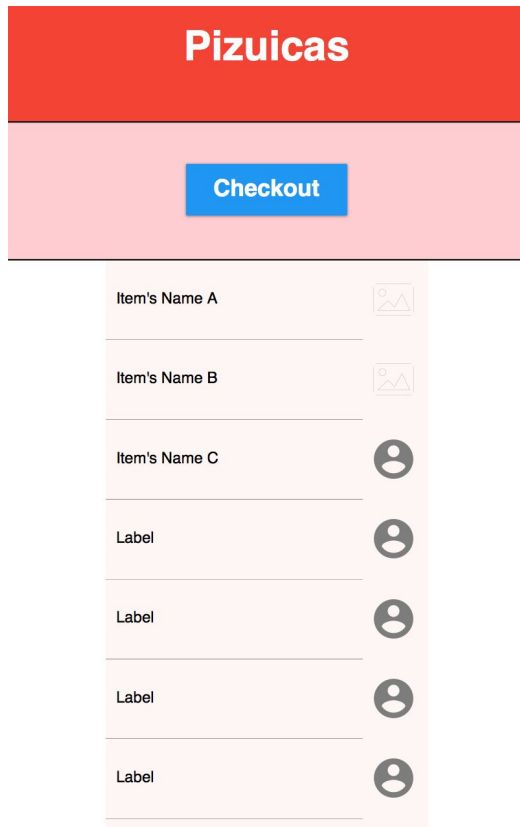 Pizuicas
Checkout
Item's Name A
Item's Name B
Item's Name C
Label
Label
Label
Label